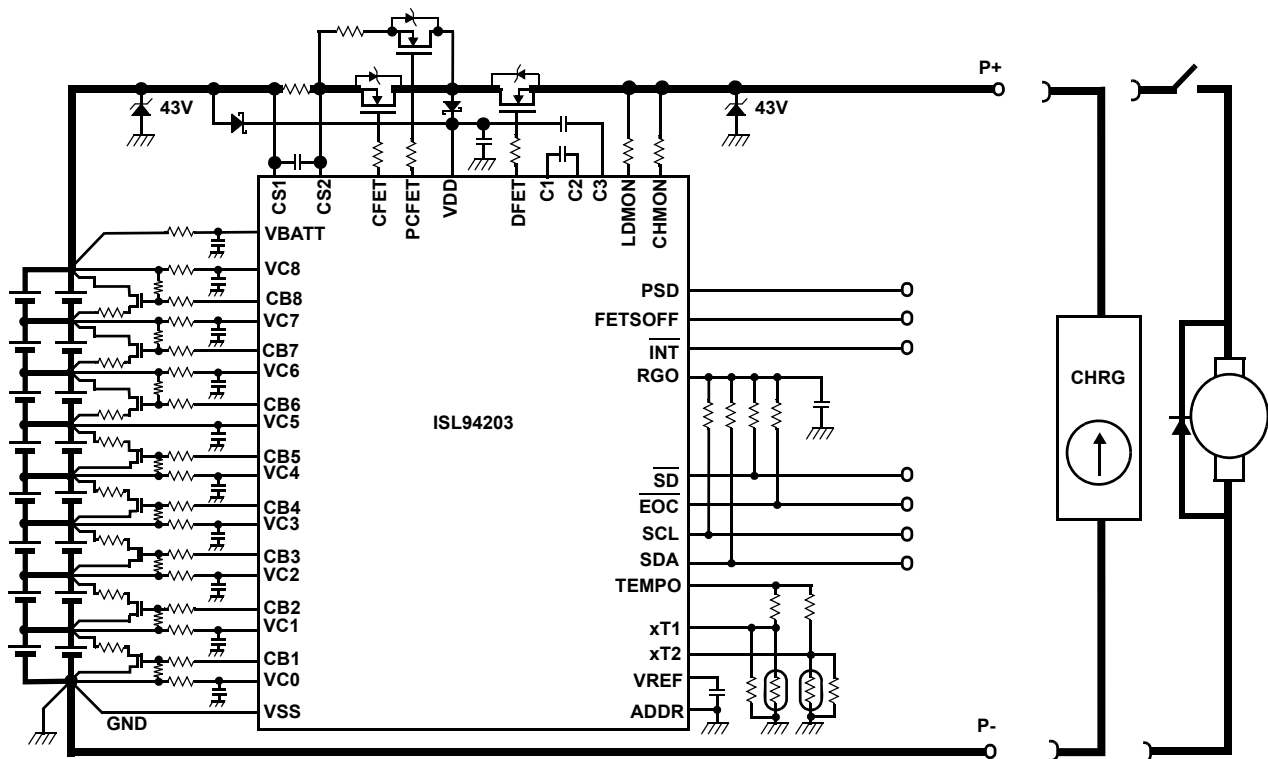 P+
43V
43V
CS1
CS2
CFET
PCFET
VDD
DFET
C1
C2
C3
LDMON
CHMON
VBATT
VC8
CB8
VC7
CB7
VC6
CB6
VC5
CB5
VC4
CB4
VC3
CB3
VC2
CB2
VC1
CB1
VC0
VSS
GND
ISL94203
PSD
FETSOFF
INT
RGO
SD
EOC
SCL
SDA
TEMPO
xT1
xT2
VREF
ADDR
CHRG
P-